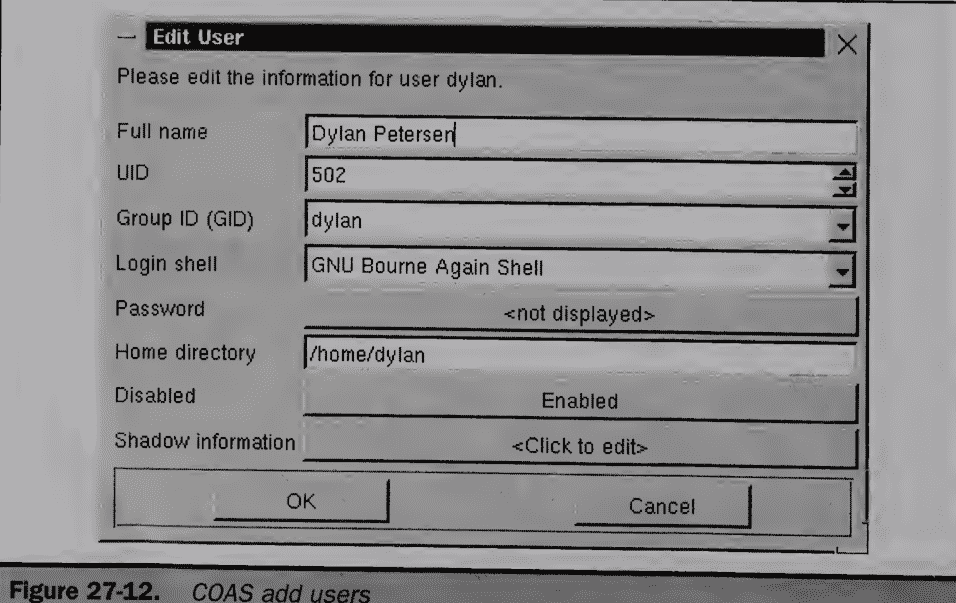 Edit User
Please edit the information for user dylan.
Full name Dylan Petersen
UID 502
Group ID (GID) dylan
Login shell GNU Bourne Again Shell
Password <not displayed>
Home directory /home/dylan
Disabled Enabled
Shadow information <Click to edit>
OK Cancel
Figure 27-12. COAS add users